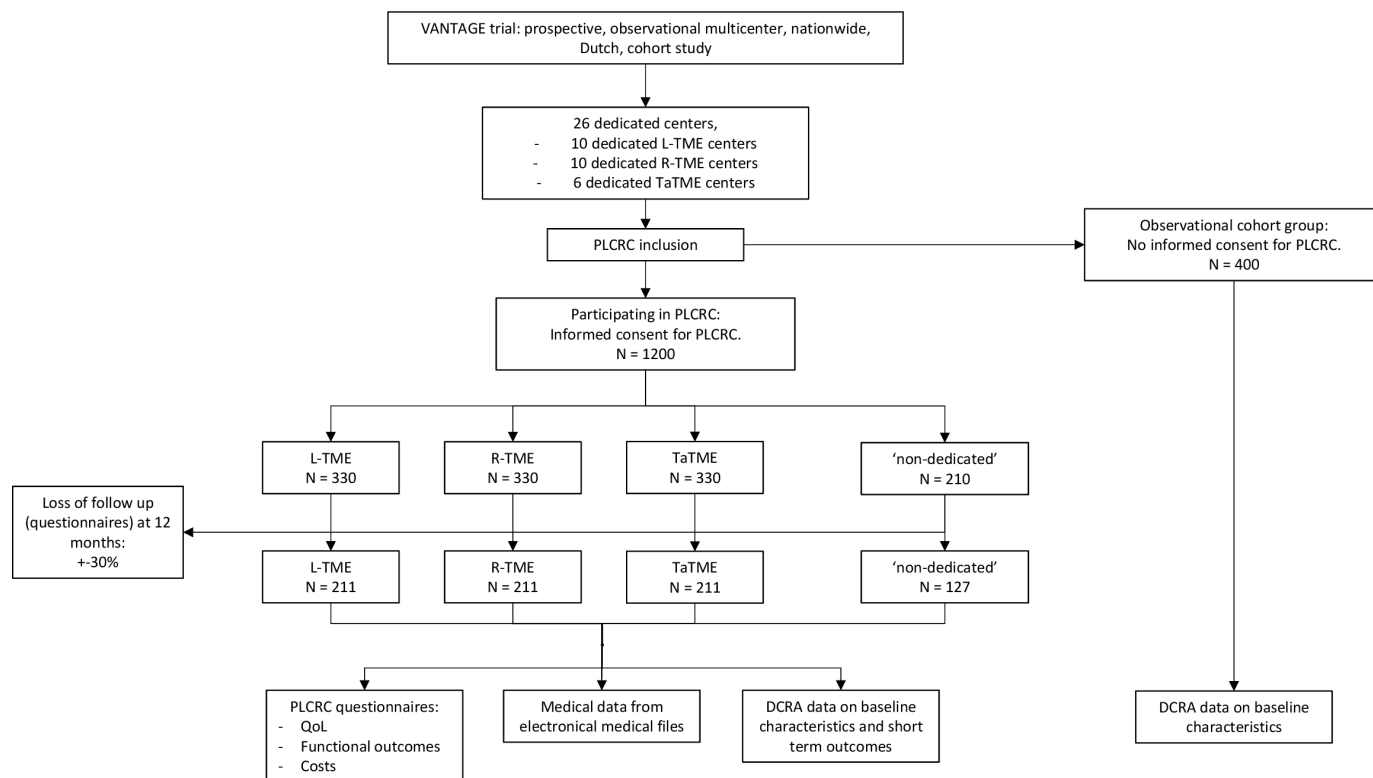 VANTAGE trial: prospective, observational multicenter, nationwide,
Dutch, cohort study
26 dedicated centers,
- 10 dedicated L-TME centers
- 10 dedicated R-TME centers
- 6 dedicated TaTME centers
PLCRC inclusion
Observational cohort group:
No informed consent for PLCRC.
N = 400
Participating in PLCRC:
Informed consent for PLCRC.
N = 1200
L-TME
N = 330
R-TME
N = 330
TaTME
N = 330
‘non-dedicated’
N = 210
Loss of follow up
(questionnaires) at 12
months:
+-30%
L-TME
N = 211
R-TME
N = 211
TaTME
N = 211
‘non-dedicated’
N = 127
PLCRC questionnaires:
- QoL
- Functional outcomes
- Costs
Medical data from
electronical medical files
DCRA data on baseline
characteristics and short
term outcomes
DCRA data on baseline
characteristics